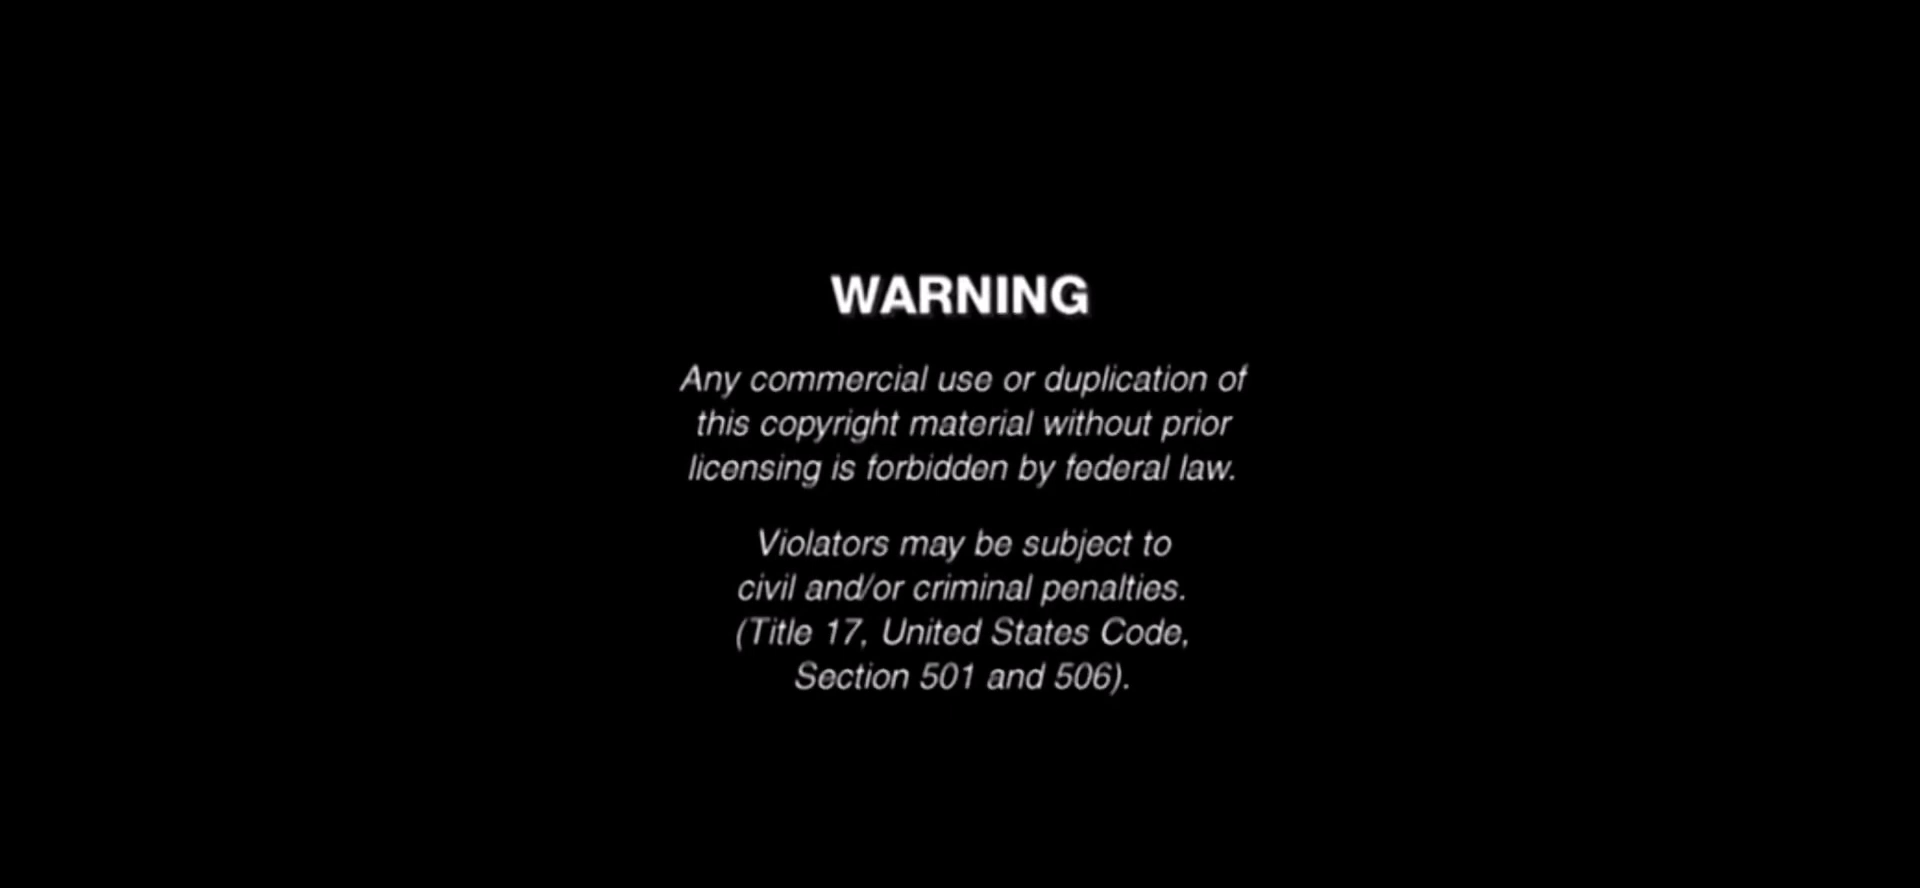 WARNING
Any commercial use or duplication of
this copyright material without prior
licensing is forbidden by federal law.
Violators may be subject to
civil and/or criminal penalties.
(Title 17, United States Code,
Section 501 and 506).